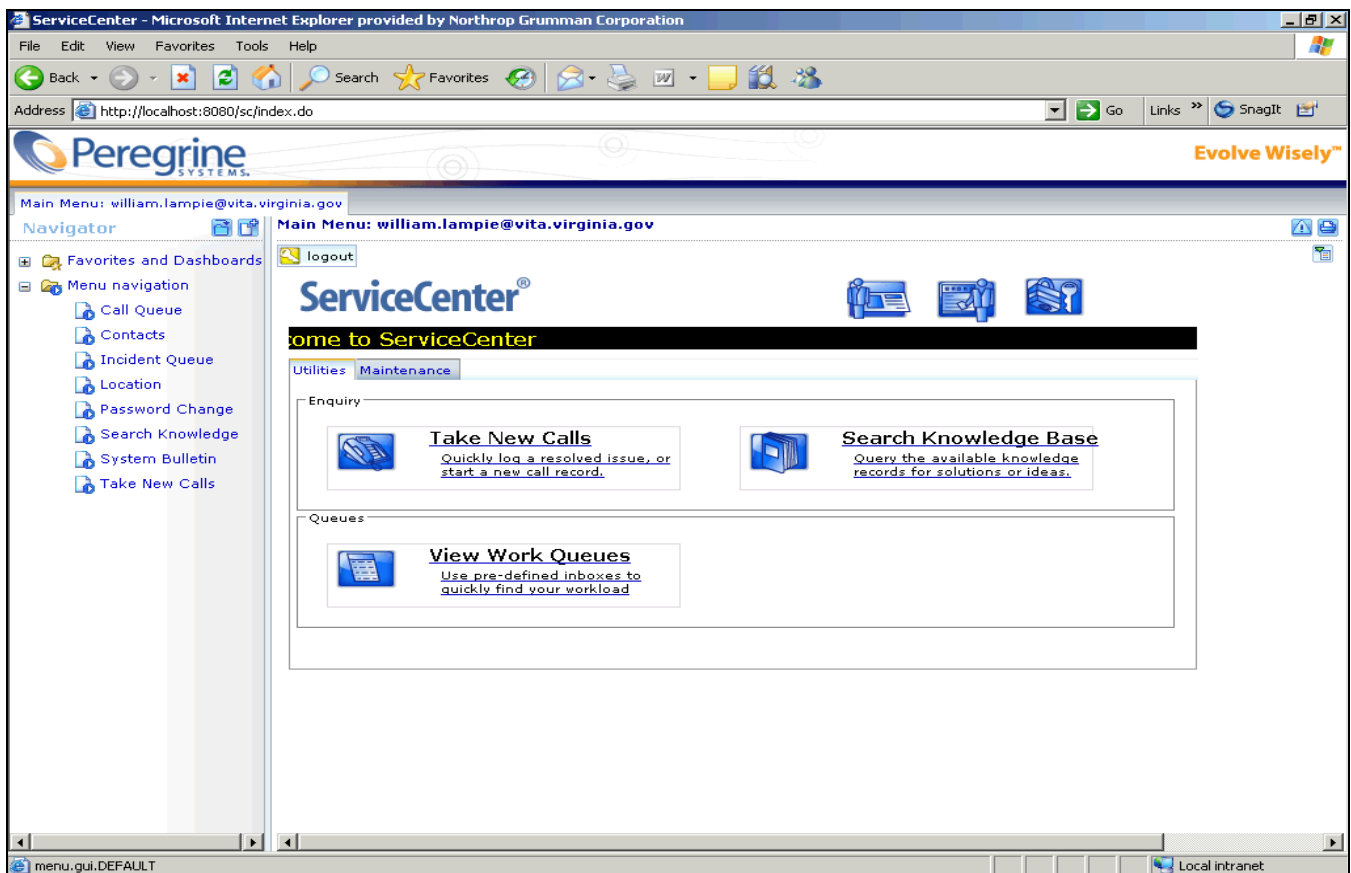 ServiceCenter - Microsoft Internet Explorer provided by Northrop Grumman Corporation
File Edit View Favorites Tools Help
Back Search Favorites
Address http://localhost:8080/sc/index.do Go Links » SnagIt
Peregrine
SYSTEMS.
Evolve Wisely™
Main Menu: william.lampie@vita.virginia.gov
Navigator
Main Menu: william.lampie@vita.virginia.gov
Favorites and Dashboards
Menu navigation
Call Queue
Contacts
Incident Queue
Location
Password Change
Search Knowledge
System Bulletin
Take New Calls
logout
ServiceCenter®
come to ServiceCenter
Utilities Maintenance
Enquiry
Take New Calls
Quickly log a resolved issue, or
start a new call record.
Search Knowledge Base
Query the available knowledge
records for solutions or ideas.
Queues
View Work Queues
Use pre-defined inboxes to
quickly find your workload
menu.gui.DEFAULT
Local intranet